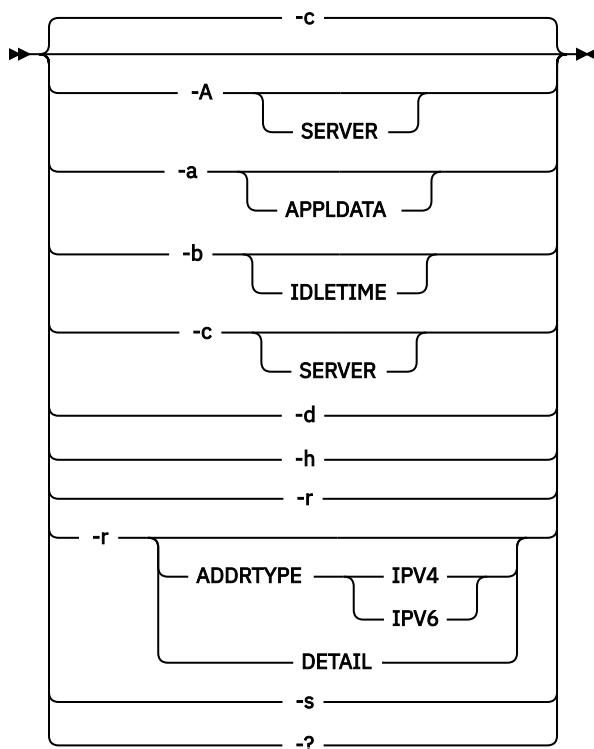 -c
-A
SERVER
-a
APPLDATA
-b
IDLETIME
-c
SERVER
-d
-h
-r
-r
ADDRTYPE IPV4
IPV6
DETAIL
-s
-?